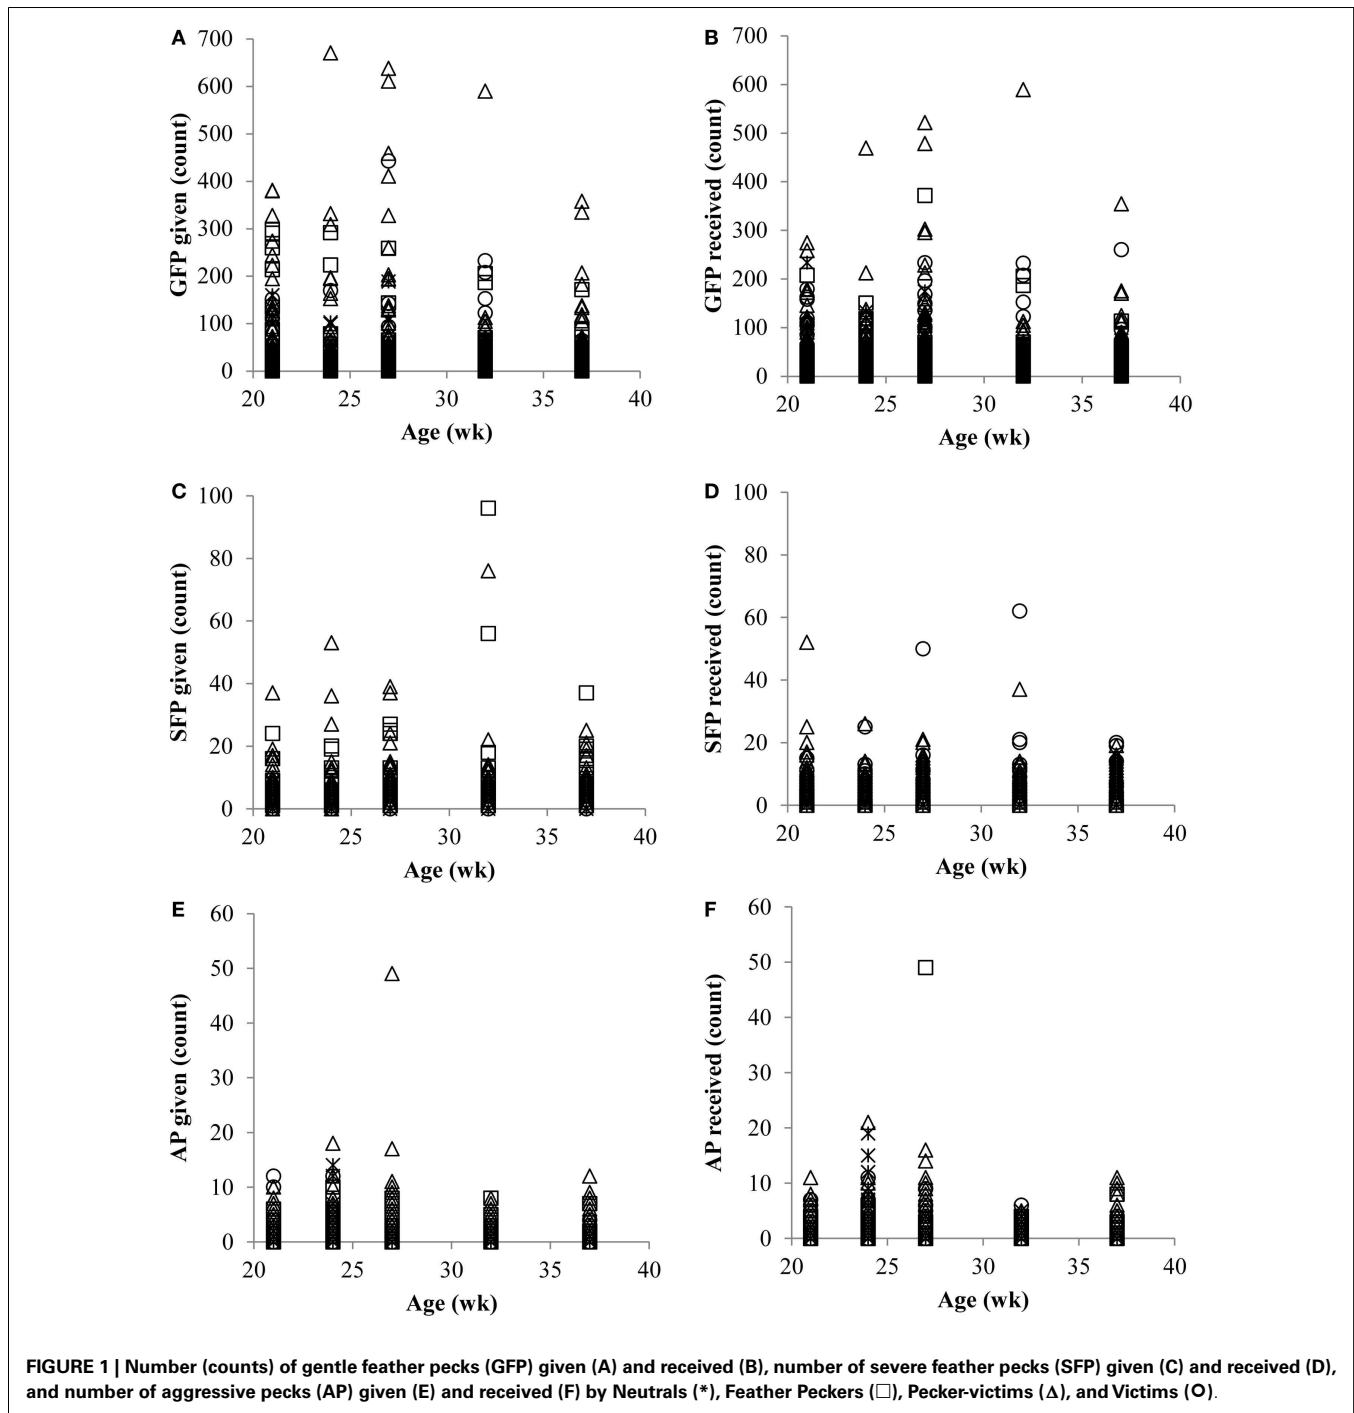 A
700
600
500
400
300
200
100
0
GFP given (count)
20 25 30 35 40
Age (wk)
B
700
600
500
400
300
200
100
0
GFP received (count)
20 25 30 35 40
Age (wk)
C
100
80
60
40
20
0
SFP given (count)
20 25 30 35 40
Age (wk)
D
100
80
60
40
20
0
SFP received (count)
20 25 30 35 40
Age (wk)
E
60
50
40
30
20
10
0
AP given (count)
20 25 30 35 40
Age (wk)
F
60
50
40
30
20
10
0
AP received (count)
20 25 30 35 40
Age (wk)
FIGURE 1 | Number (counts) of gentle feather pecks (GFP) given (A) and received (B), number of severe feather pecks (SFP) given (C) and received (D),
and number of aggressive pecks (AP) given (E) and received (F) by Neutrals (*), Feather Peckers (□), Pecker-victims (Δ), and Victims (O).